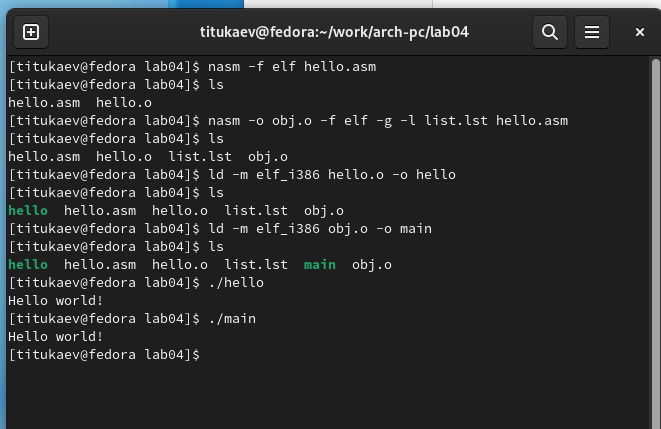 titukaev@fedora:~/work/arch-pc/lab04
[titukaev@fedora lab04]$ nasm -f elf hello.asm
[titukaev@fedora lab04]$ ls
hello.asm  hello.o
[titukaev@fedora lab04]$ nasm -o obj.o -f elf -g -l list.lst hello.asm
[titukaev@fedora lab04]$ ls
hello.asm  hello.o  list.lst  obj.o
[titukaev@fedora lab04]$ ld -m elf_i386 hello.o -o hello
[titukaev@fedora lab04]$ ls
hello  hello.asm  hello.o  list.lst  obj.o
[titukaev@fedora lab04]$ ld -m elf_i386 obj.o -o main
[titukaev@fedora lab04]$ ls
hello  hello.asm  hello.o  list.lst  main  obj.o
[titukaev@fedora lab04]$ ./hello
Hello world!
[titukaev@fedora lab04]$ ./main
Hello world!
[titukaev@fedora lab04]$